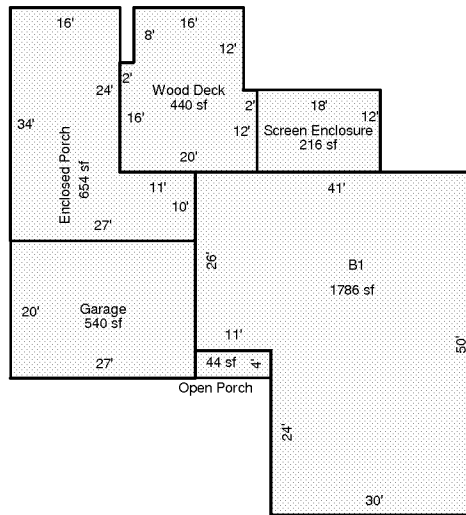 16'
16'
8'
12'
2'
24'
Wood Deck
440 sf
2'
18'
12'
34'
16'
12'
Screen Enclosure
216 sf
Enclosed Porch
654 sf
20'
11'
41'
10'
27'
26'
B1
1786 sf
Garage
540 sf
20'
11'
50'
27'
44 sf
4'
Open Porch
24'
30'